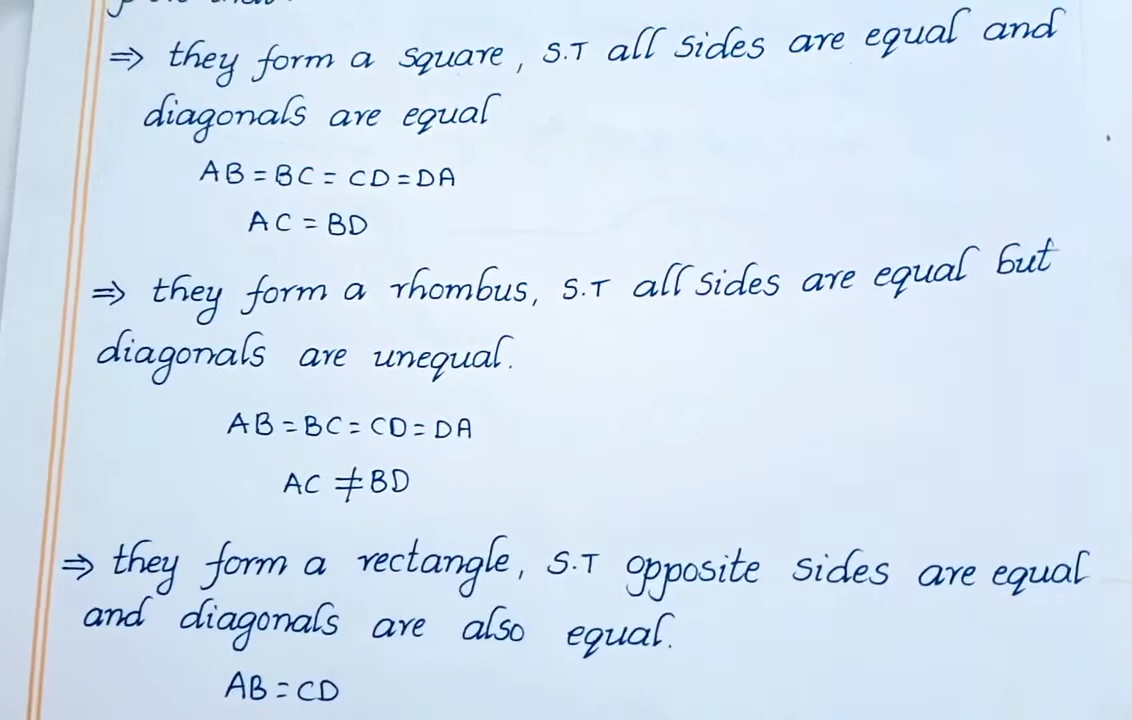 ⇒ they form a square, S.T all sides are equal and
diagonals are equal
AB = BC = CD = DA
AC = BD
⇒ they form a rhombus, S.T all sides are equal but
diagonals are unequal.
AB = BC = CD = DA
AC ≠ BD
⇒ they form a rectangle, S.T opposite sides are equal
and diagonals are also equal.
AB = CD